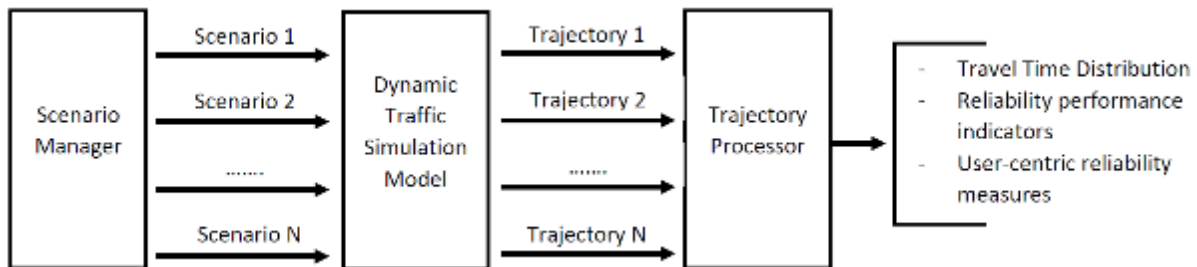 Scenario
Manager
Scenario 1
Scenario 2
.......
Scenario N
Dynamic
Traffic
Simulation
Model
Trajectory 1
Trajectory 2
.......
Trajectory N
Trajectory
Processor
- Travel Time Distribution
- Reliability performance
indicators
- User-centric reliability
measures